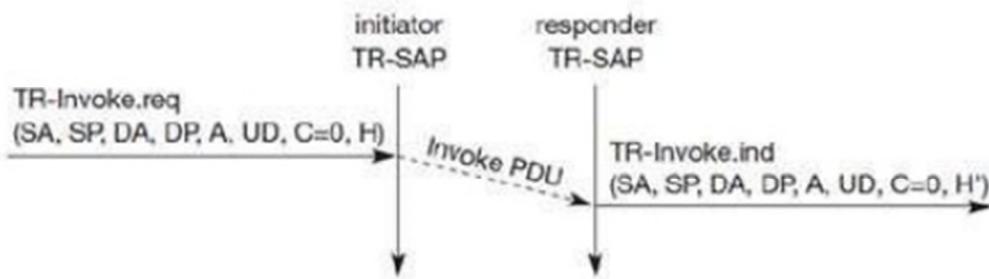 initiator
TR-SAP
responder
TR-SAP
TR-Invoke.req
(SA, SP, DA, DP, A, UD, C=0, H)
Invoke PDU
TR-Invoke.ind
(SA, SP, DA, DP, A, UD, C=0, H')